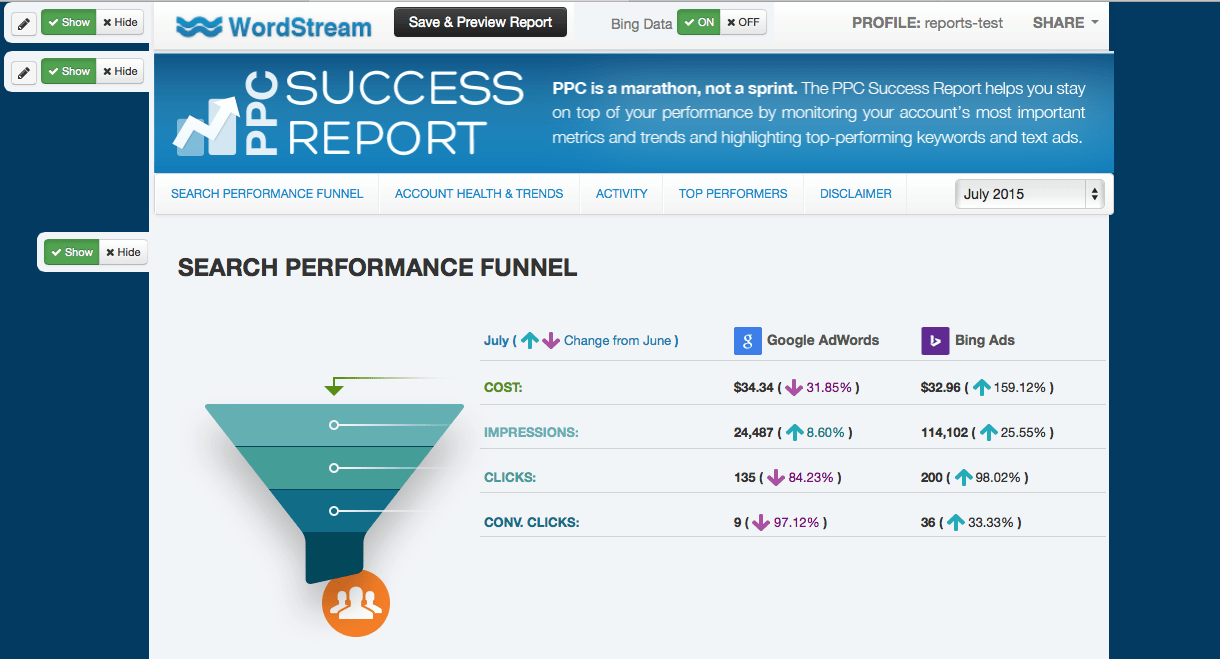 Show Hide
WordStream
Save & Preview Report
Bing Data ON OFF
PROFILE: reports-test
SHARE
Show Hide
PPC SUCCESS REPORT
PPC is a marathon, not a sprint. The PPC Success Report helps you stay
on top of your performance by monitoring your account's most important
metrics and trends and highlighting top-performing keywords and text ads.
SEARCH PERFORMANCE FUNNEL ACCOUNT HEALTH & TRENDS ACTIVITY TOP PERFORMERS DISCLAIMER July 2015
Show Hide
SEARCH PERFORMANCE FUNNEL
July ( Change from June ) g Google AdWords b Bing Ads
COST: $34.34 ( 31.85% ) $32.96 ( 159.12% )
IMPRESSIONS: 24,487 ( 8.60% ) 114,102 ( 25.55% )
CLICKS: 135 ( 84.23% ) 200 ( 98.02% )
CONV. CLICKS: 9 ( 97.12% ) 36 ( 33.33% )